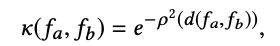 κ(f_a, f_b) = e^{-ρ^2(d(f_a, f_b))},